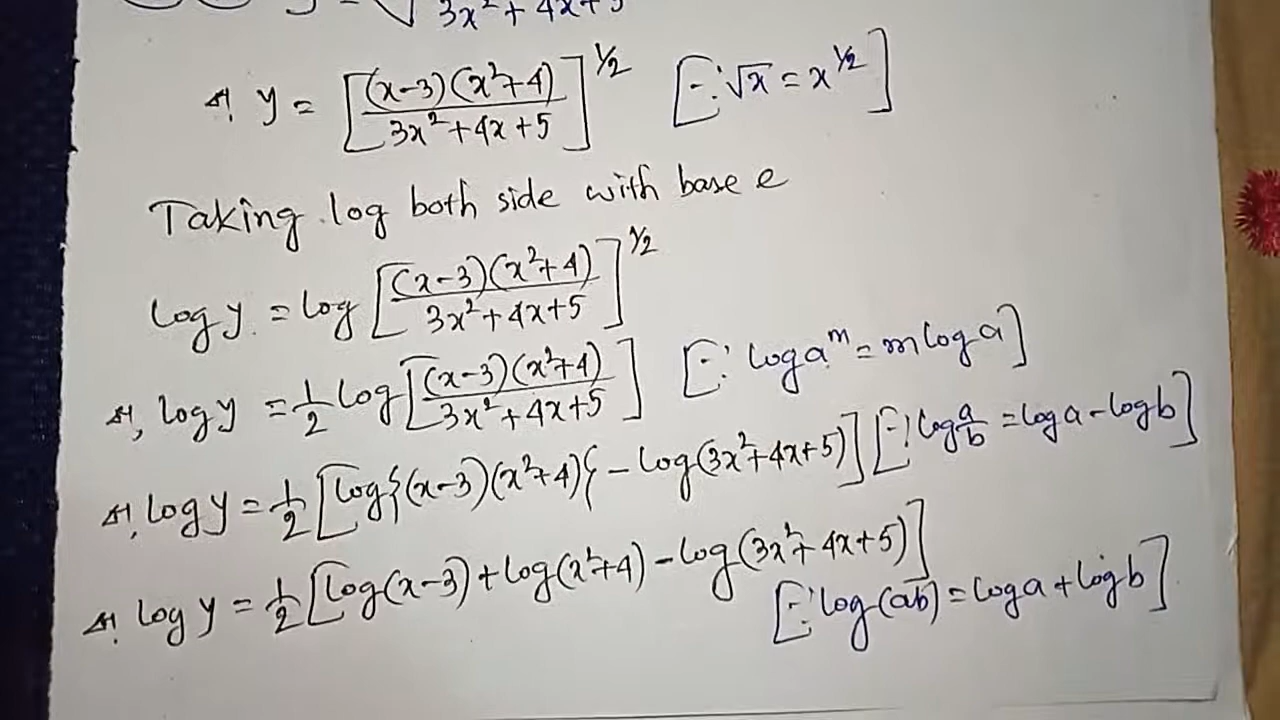 y = √ 3x² + 4x + 5
বা, y = [(x-3)(x²+4) / 3x²+4x+5]^½ [∵ √x = x^½]
Taking log both side with base e
log y = log [(x-3)(x²+4) / 3x²+4x+5]^½
বা, log y = ½ log [(x-3)(x²+4) / 3x²+4x+5] [∵ log aᵐ = m log a]
বা, log y = ½ [log{(x-3)(x²+4)} - log(3x²+4x+5)] [∵ log a/b = log a - log b]
বা, log y = ½ [log(x-3) + log(x²+4) - log(3x²+4x+5)]
[∵ log(ab) = log a + log b]